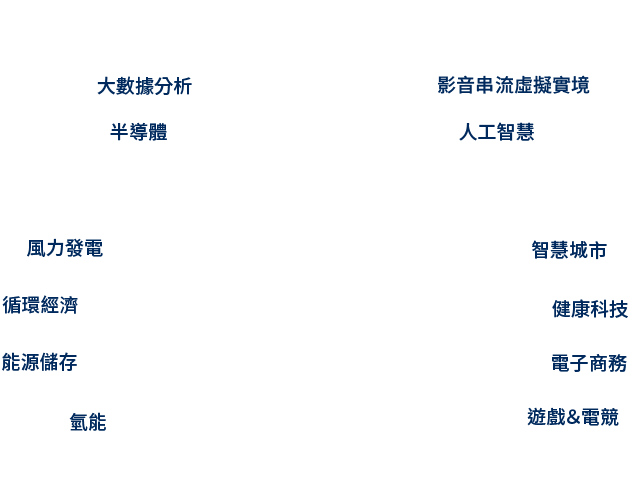 大數據分析
影音串流虛擬實境
半導體
人工智慧
風力發電
智慧城市
循環經濟
健康科技
能源儲存
電子商務
氫能
遊戲&電競